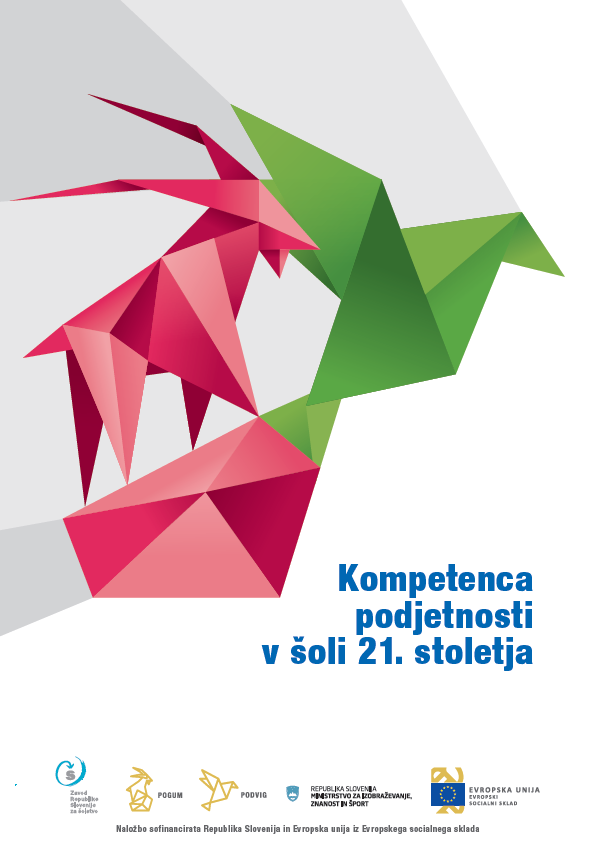 Kompetenca
podjetnosti
v šoli 21. stoletja
Š
Zavod
Republike
Slovenije
za šolstvo
POGUM
PODVIG
REPUBLIKA SLOVENIJA
MINISTRSTVO ZA IZOBRAŽEVANJE,
ZNANOST IN ŠPORT
EVROPSKA UNIJA
EVROPSKI
SOCIALNI SKLAD
Naložbo sofinancirata Republika Slovenija in Evropska unija iz Evropskega socialnega sklada